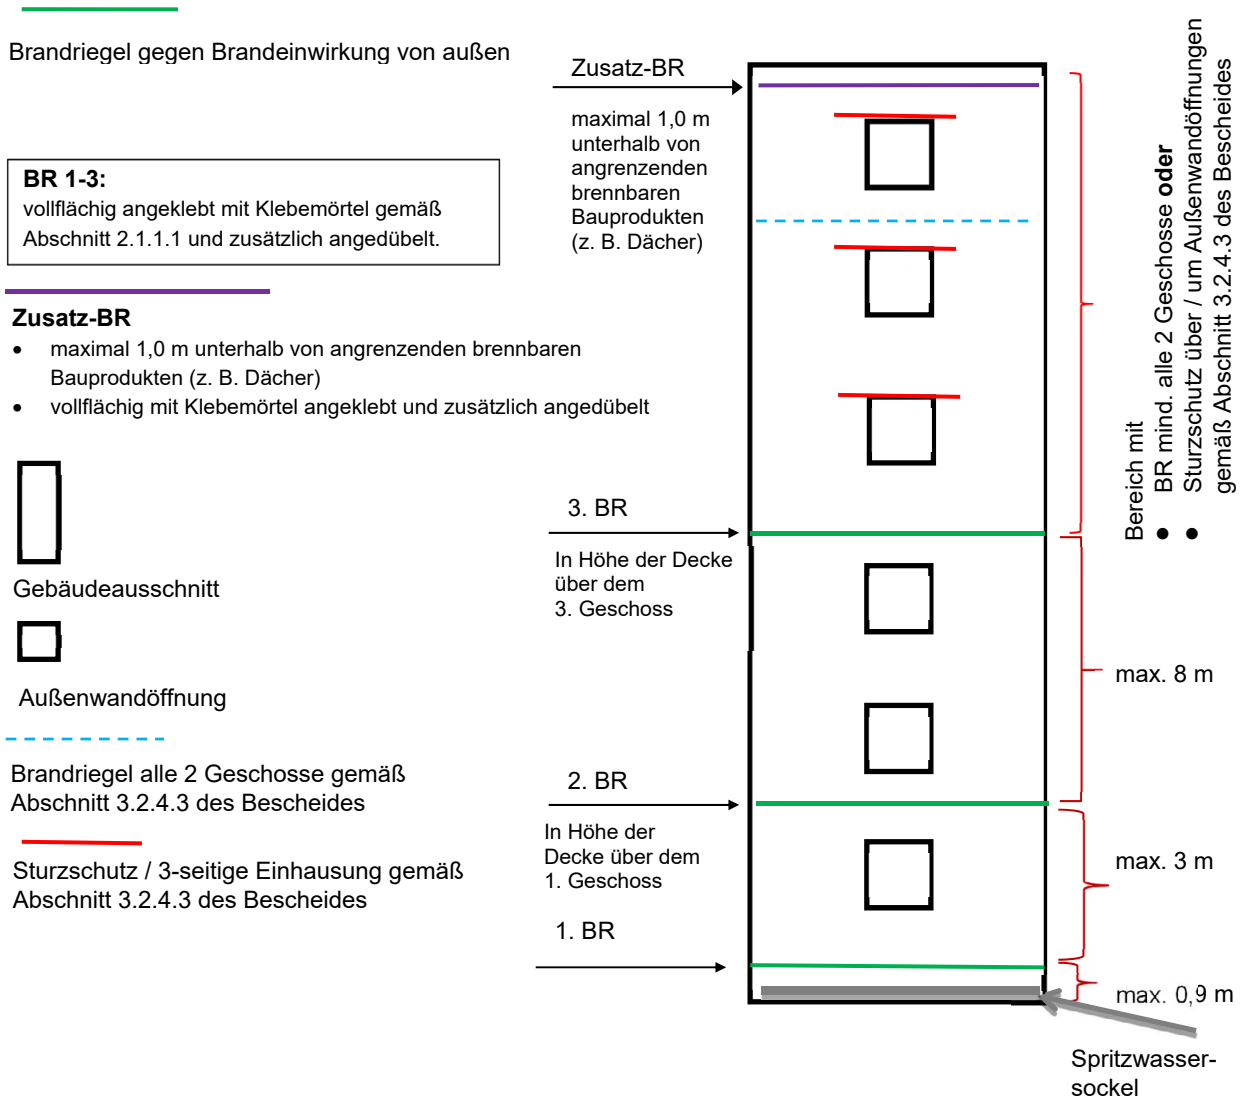 Brandriegel gegen Brandeinwirkung von außen
BR 1-3:
vollflächig angeklebt mit Klebemörtel gemäß
Abschnitt 2.1.1.1 und zusätzlich angedübelt.
Zusatz-BR
• maximal 1,0 m unterhalb von angrenzenden brennbaren
Bauprodukten (z. B. Dächer)
• vollflächig mit Klebemörtel angeklebt und zusätzlich angedübelt
Gebäudeausschnitt
Außenwandöffnung
Brandriegel alle 2 Geschosse gemäß
Abschnitt 3.2.4.3 des Bescheides
Sturzschutz / 3-seitige Einhausung gemäß
Abschnitt 3.2.4.3 des Bescheides
Zusatz-BR
maximal 1,0 m
unterhalb von
angrenzenden
brennbaren
Bauprodukten
(z. B. Dächer)
3. BR
In Höhe der Decke
über dem
3. Geschoss
2. BR
In Höhe der
Decke über dem
1. Geschoss
1. BR
Bereich mit
• BR mind. alle 2 Geschosse oder
• Sturzschutz über / um Außenwandöffnungen
gemäß Abschnitt 3.2.4.3 des Bescheides
max. 8 m
max. 3 m
max. 0,9 m
Spritzwasser-
sockel